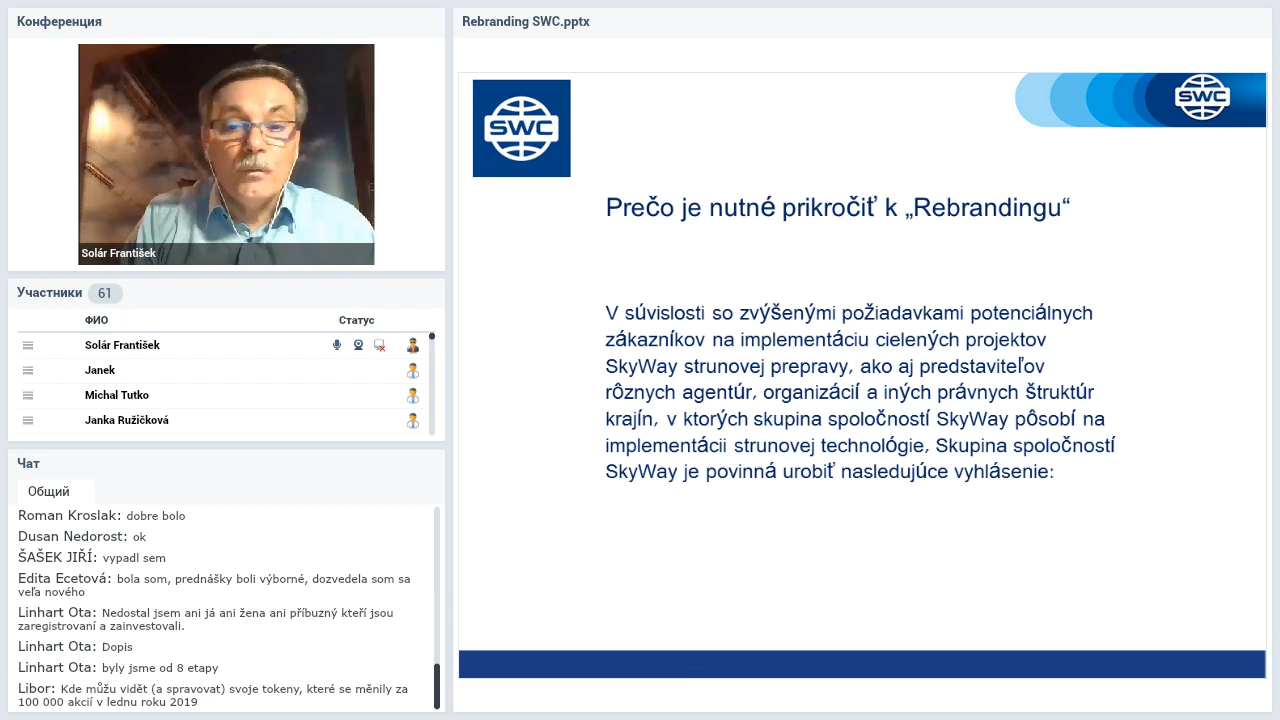 Конференция
Solár František
Участники 61
ФИО Статус
Solár František
Janek
Michal Tutko
Janka Ružičková
Чат
Общий
Roman Kroslak: dobre bolo
Dusan Nedorost: ok
ŠAŠEK JIŘÍ: vypadl sem
Edita Ecetová: bola som, prednášky boli výborné, dozvedela som sa
veľa nového
Linhart Ota: Nedostal jsem ani já ani žena ani příbuzný kteří jsou
zaregistrovaní a zainvestovali.
Linhart Ota: Dopis
Linhart Ota: byly jsme od 8 etapy
Libor: Kde můžu vidět (a spravovat) svoje tokeny, které se měnily za
100 000 akcií v lednu roku 2019
Rebranding SWC.pptx
SWC
SWC
Prečo je nutné prikročiť k „Rebrandingu“
V súvislosti so zvýšenými požiadavkami potenciálnych
zákazníkov na implementáciu cielených projektov
SkyWay strunovej prepravy, ako aj predstaviteľov
rôznych agentúr, organizácií a iných právnych štruktúr
krajín, v ktorých skupina spoločností SkyWay pôsobí na
implementácii strunovej technológie, Skupina spoločností
SkyWay je povinná urobiť nasledujúce vyhlásenie: